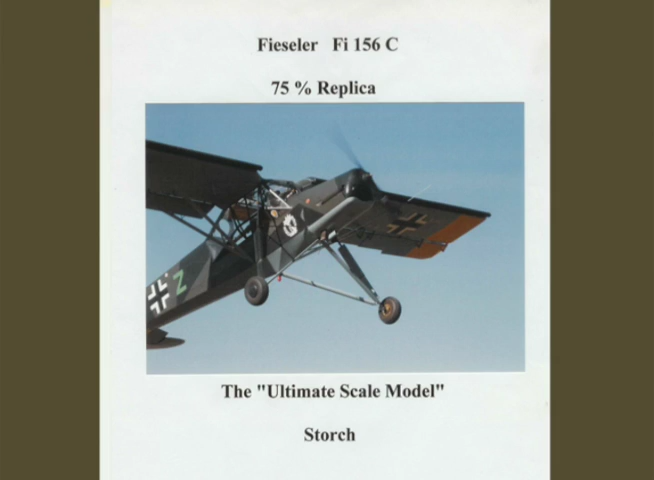 Fieseler Fi 156 C
75 % Replica
Z
The "Ultimate Scale Model"
Storch